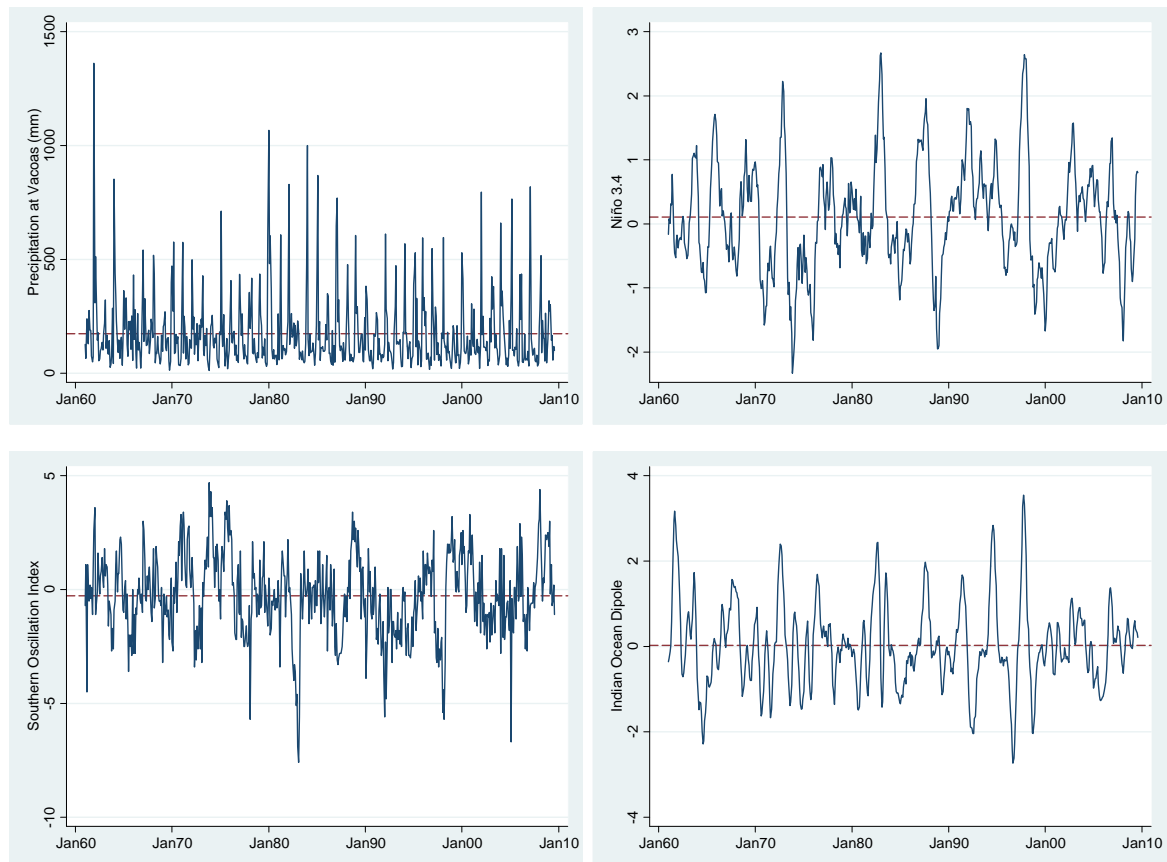 Precipitation at Vacoas (mm)
1500
1000
500
0
Jan60 Jan70 Jan80 Jan90 Jan00 Jan10
Niño 3.4
3
2
1
0
-1
-2
Jan60 Jan70 Jan80 Jan90 Jan00 Jan10
Southern Oscillation Index
5
0
-5
-10
Jan60 Jan70 Jan80 Jan90 Jan00 Jan10
Indian Ocean Dipole
4
2
0
-2
-4
Jan60 Jan70 Jan80 Jan90 Jan00 Jan10